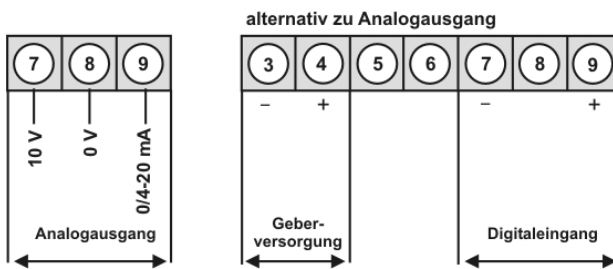 alternativ zu Analogausgang
7 8 9
3 4 5 6 7 8 9
– + – +
10 V
0 V
0/4-20 mA
Analogausgang
Geber-
versorgung
Digitaleingang